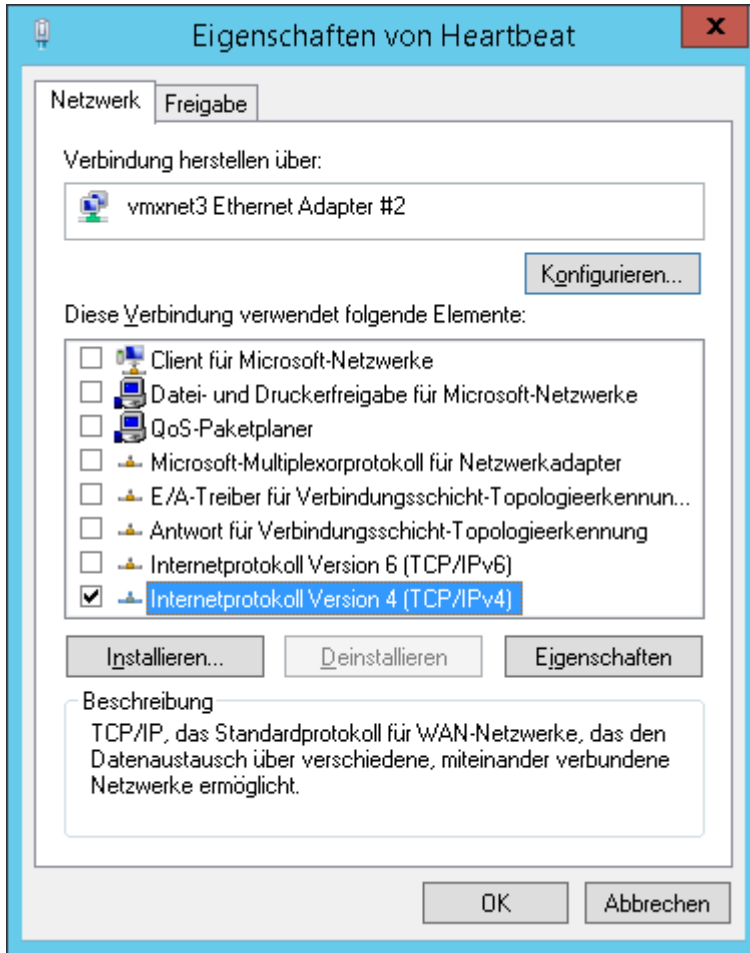 Eigenschaften von Heartbeat
x
Netzwerk
Freigabe
Verbindung herstellen über:
vmxnet3 Ethernet Adapter #2
Konfigurieren...
Diese Verbindung verwendet folgende Elemente:
Client für Microsoft-Netzwerke
Datei- und Druckerfreigabe für Microsoft-Netzwerke
QoS-Paketplaner
Microsoft-Multiplexorprotokoll für Netzwerkadapter
E/A-Treiber für Verbindungsschicht-Topologieerkennun...
Antwort für Verbindungsschicht-Topologieerkennung
Internetprotokoll Version 6 (TCP/IPv6)
Internetprotokoll Version 4 (TCP/IPv4)
Installieren...
Deinstallieren
Eigenschaften
Beschreibung
TCP/IP, das Standardprotokoll für WAN-Netzwerke, das den
Datenaustausch über verschiedene, miteinander verbundene
Netzwerke ermöglicht.
OK
Abbrechen